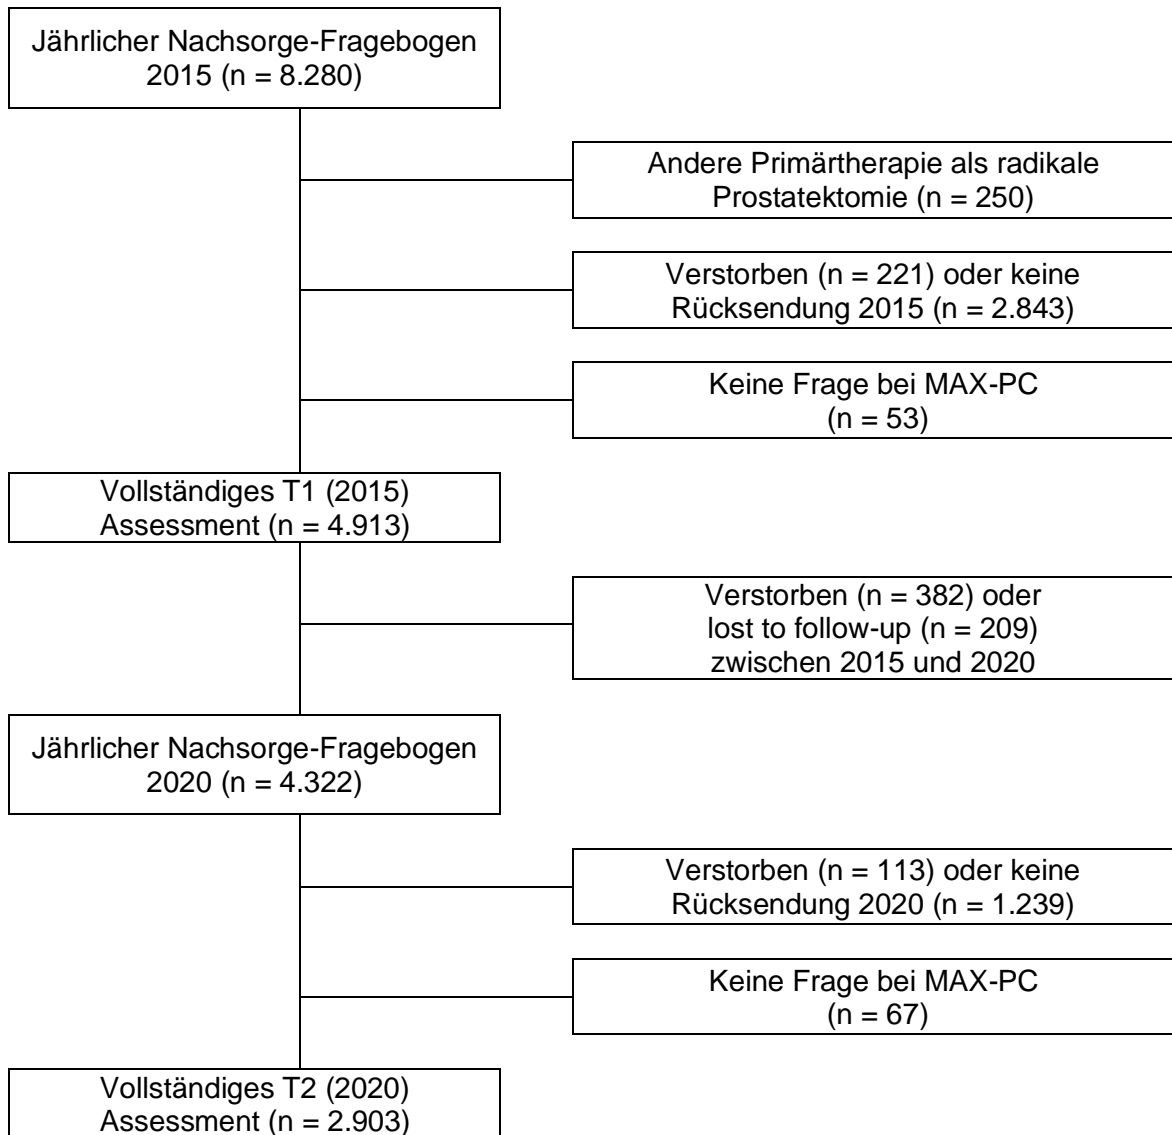 Jährlicher Nachsorge-Fragebogen
2015 (n = 8.280)
Andere Primärtherapie als radikale
Prostatektomie (n = 250)
Verstorben (n = 221) oder keine
Rücksendung 2015 (n = 2.843)
Keine Frage bei MAX-PC
(n = 53)
Vollständiges T1 (2015)
Assessment (n = 4.913)
Verstorben (n = 382) oder
lost to follow-up (n = 209)
zwischen 2015 und 2020
Jährlicher Nachsorge-Fragebogen
2020 (n = 4.322)
Verstorben (n = 113) oder keine
Rücksendung 2020 (n = 1.239)
Keine Frage bei MAX-PC
(n = 67)
Vollständiges T2 (2020)
Assessment (n = 2.903)